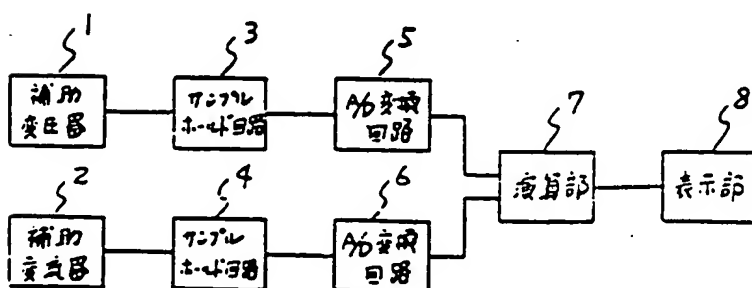 1
補助
変圧器
3
サンプル
ホールド回路
5
A/D変換
回路
7
演算部
8
表示部
2
補助
変流器
4
サンプル
ホールド回路
6
A/D変換
回路